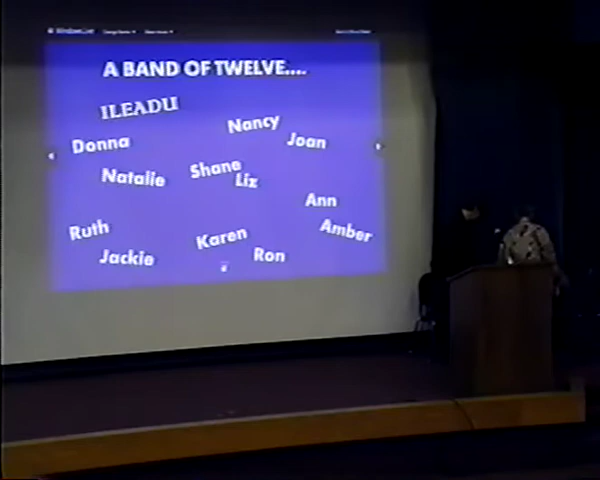 A BAND OF TWELVE....
ILEADU
Nancy
Donna
Joan
Shane
Natalie
Liz
Ann
Ruth
Amber
Karen
Jackie
Ron